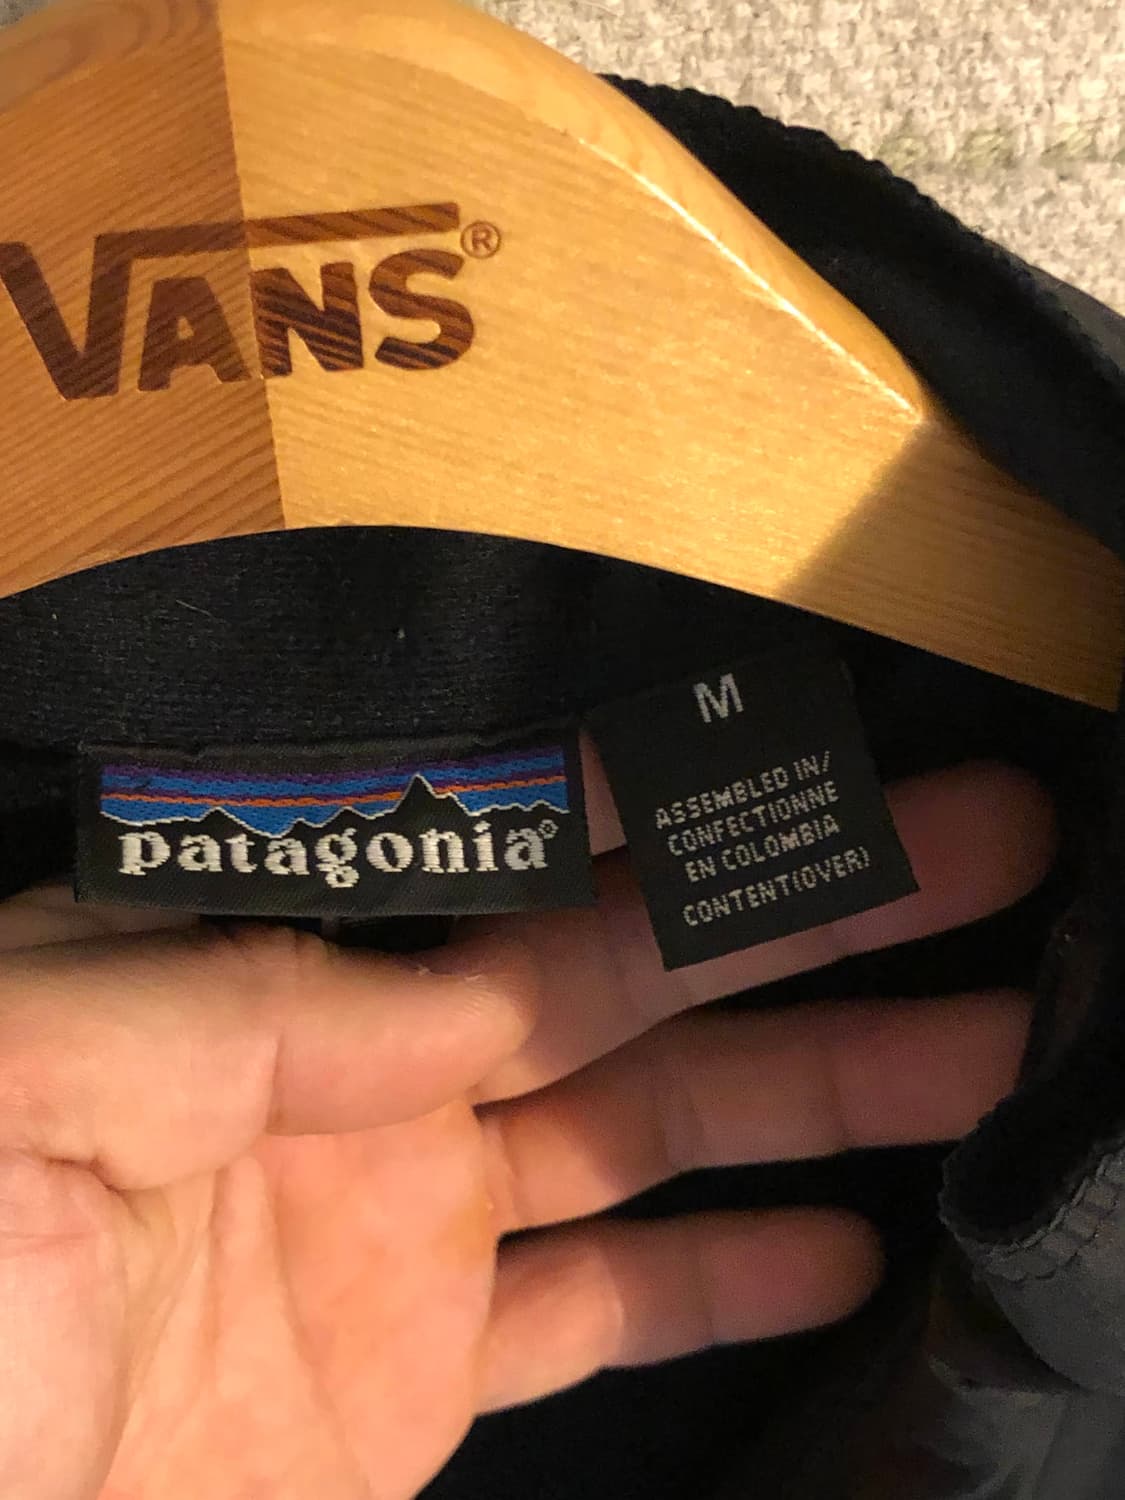 VANS®
patagonia®
M
ASSEMBLED IN/
CONFECTIONNE
EN COLOMBIA
CONTENT(OVER)